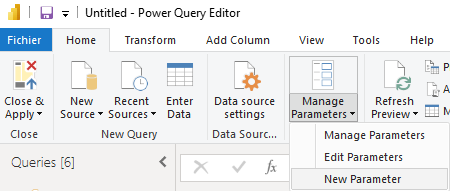 Untitled - Power Query Editor
Fichier Home Transform Add Column View Tools Help
Close & Apply
New Source
Recent Sources
Enter Data
Data source settings
Manage Parameters
Refresh Preview
Close
New Query
Data Sourc...
Manage Parameters
Edit Parameters
New Parameter
Queries [6]
fx